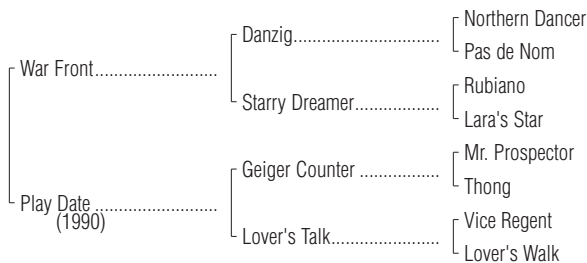 Northern Dancer
Danzig..............................
Pas de Nom
War Front.........................
Rubiano
Starry Dreamer.................
Lara's Star
Mr. Prospector
Geiger Counter ................
Thong
Play Date .........................
(1990)
Vice Regent
Lover's Talk......................
Lover's Walk